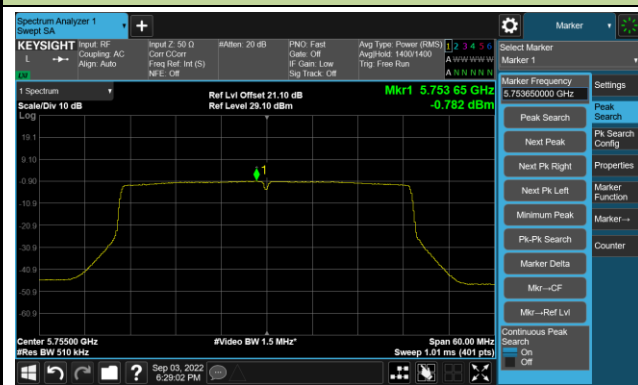 Spectrum Analyzer 1
Swept SA
Marker
KEYSIGHT
Input: RF
Coupling: AC
Align: Auto
Input Z: 50 Ω
Corr CCorr
Freq Ref: Int (S)
NFE: Off
#Atten: 20 dB
PNO: Fast
Gate: Off
IF Gain: Low
Sig Track: Off
Avg Type: Power (RMS)
Avg|Hold: 1400/1400
Trig: Free Run
1 2 3 4 5 6
A W W W W W
A N N N N N
L
Select Marker
Marker 1
1 Spectrum
Scale/Div 10 dB
Log
Ref Lvl Offset 21.10 dB
Ref Level 29.10 dBm
Mkr1 5.753 65 GHz
-0.782 dBm
19.1
9.10
-0.90
-10.9
-20.9
-30.9
-40.9
-50.9
-60.9
1
Center 5.75500 GHz
#Res BW 510 kHz
#Video BW 1.5 MHz*
Span 60.00 MHz
Sweep 1.01 ms (401 pts)
Marker Frequency
5.753650000 GHz
Peak Search
Next Peak
Next Pk Right
Next Pk Left
Minimum Peak
Pk-Pk Search
Marker Delta
Mkr→CF
Mkr→Ref Lvl
Continuous Peak
Search
On
Off
Settings
Peak
Search
Pk Search
Config
Properties
Marker
Function
Marker→
Counter
?
Sep 03, 2022
6:29:02 PM